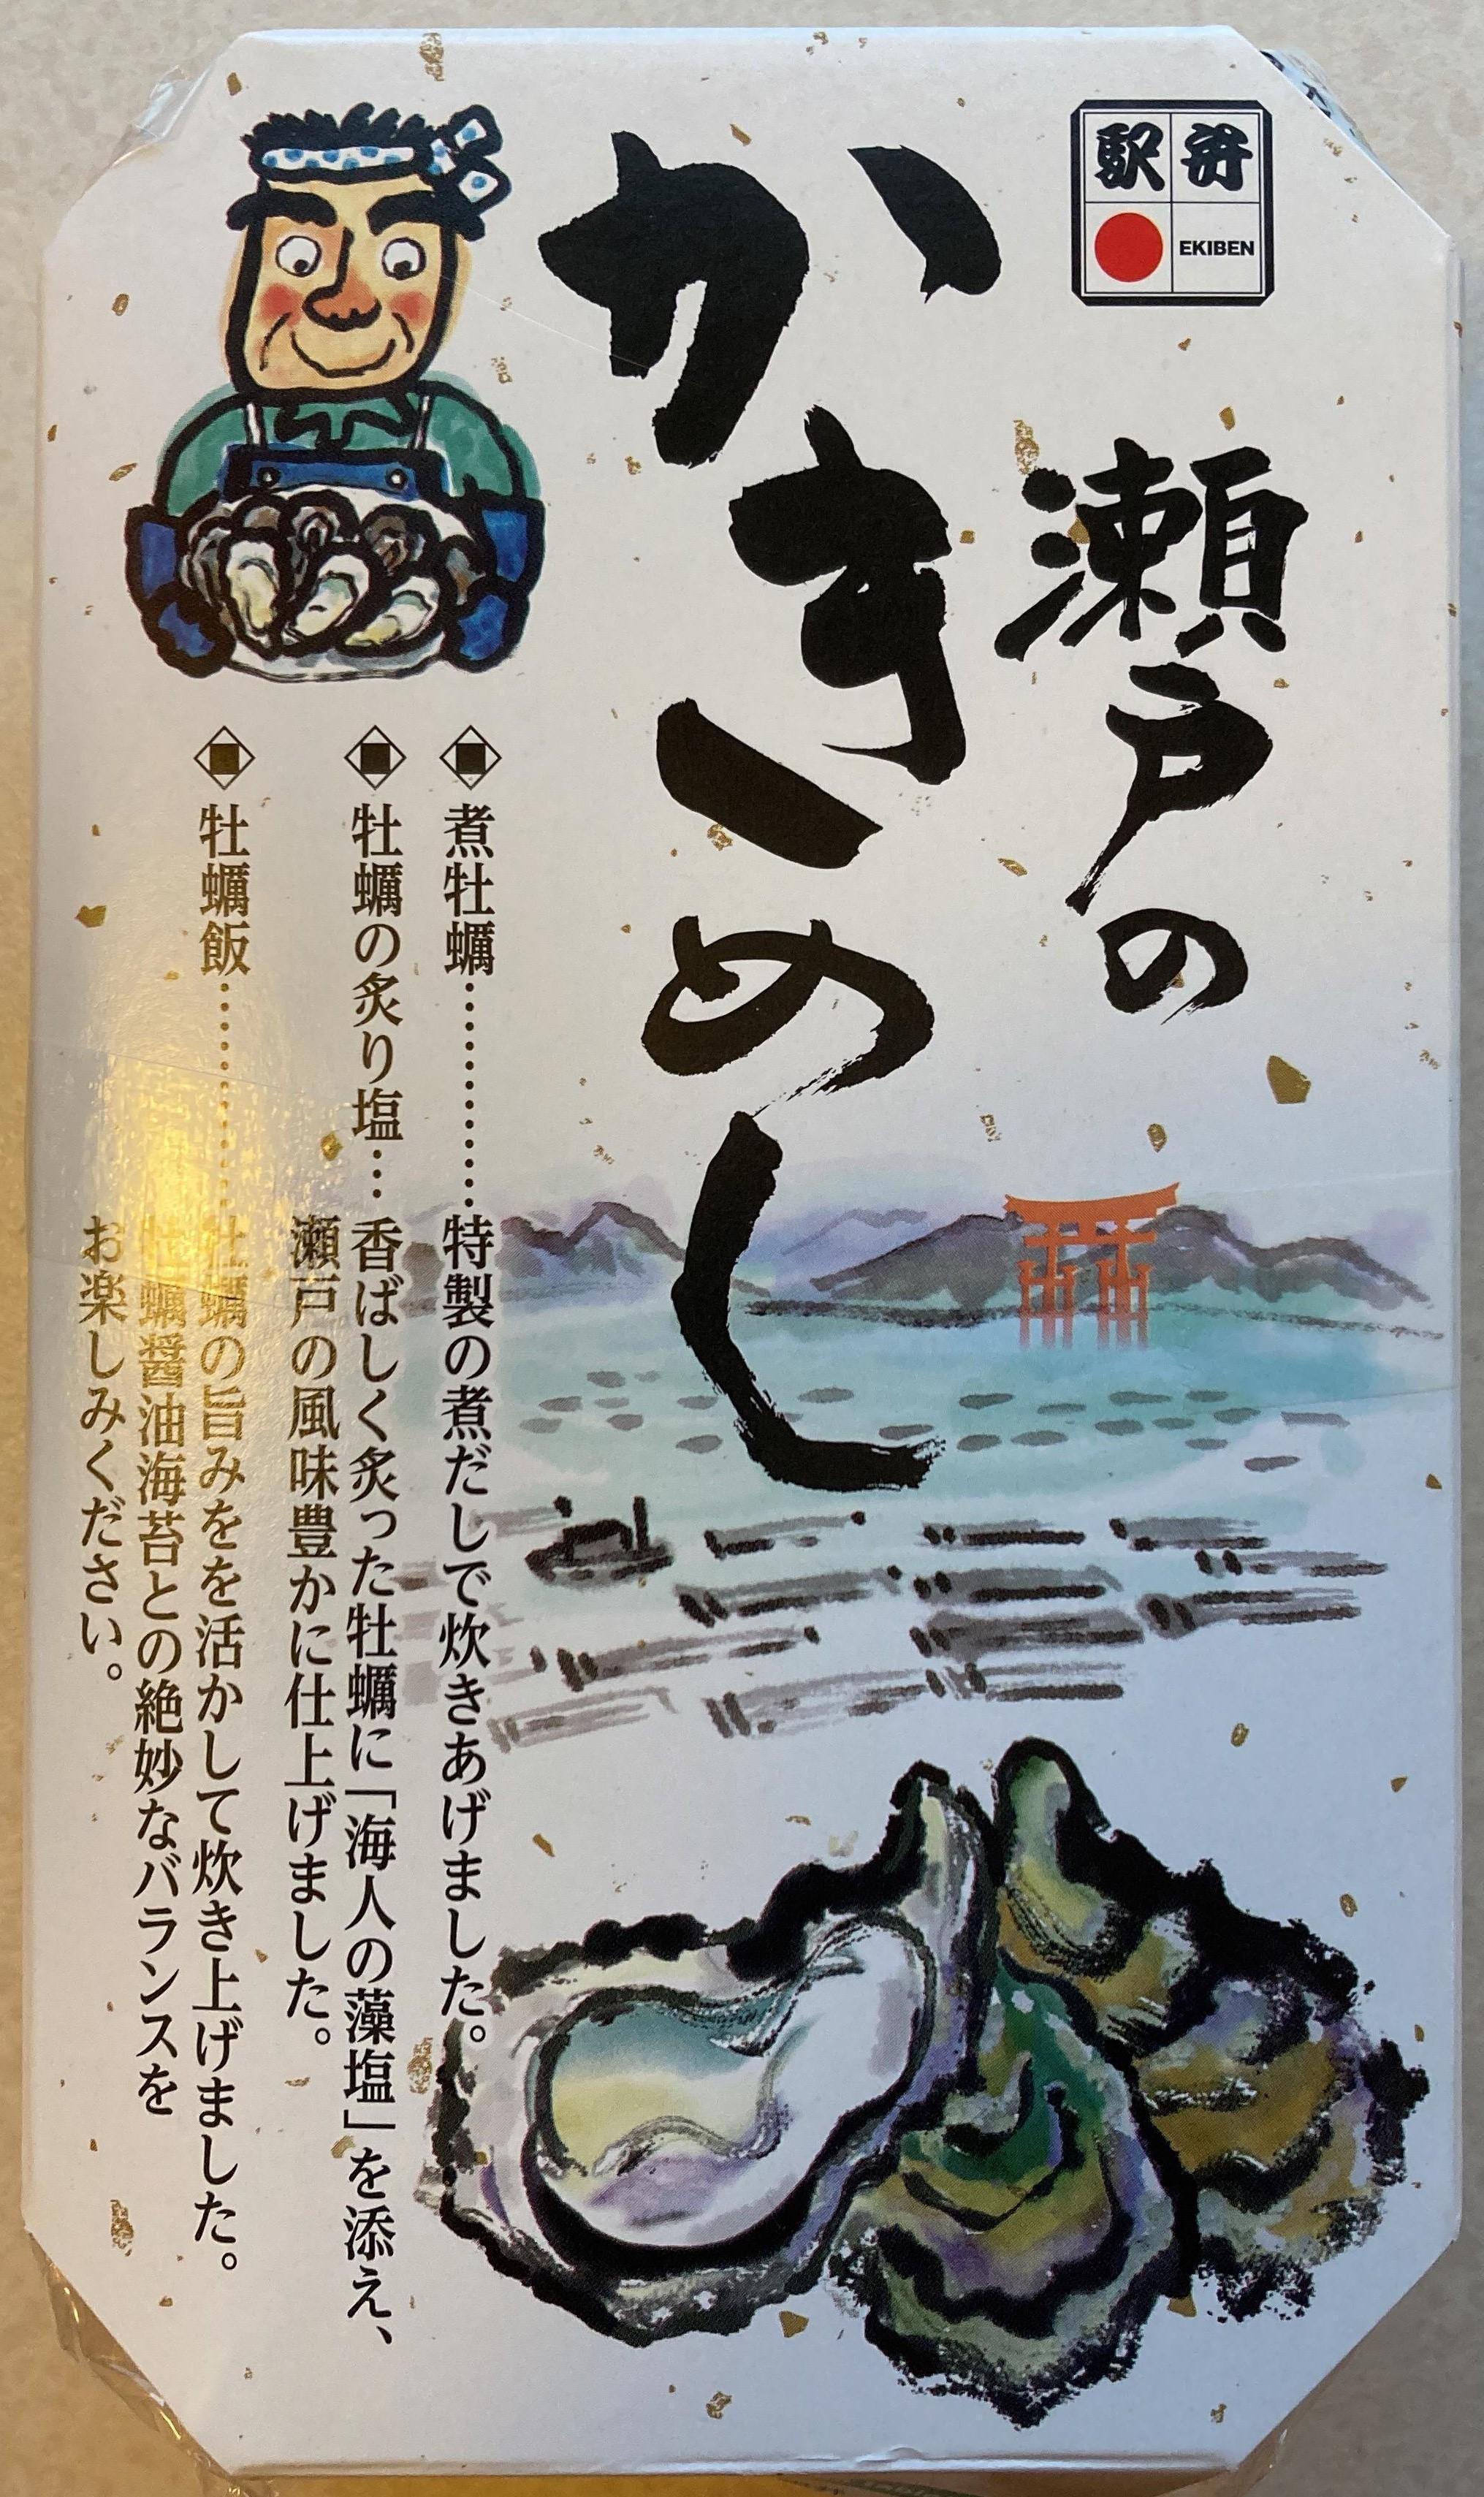 駅弁
EKIBEN
瀬戸の
かきめし
煮牡蠣…………特製の煮だしで炊きあげました。
牡蠣の炙り塩…香ばしく炙った牡蠣に「海人の藻塩」を添え、
瀬戸の風味豊かに仕上げました。
牡蠣飯…………牡蠣の旨みをを活かして炊き上げました。
牡蠣醤油海苔との絶妙なバランスを
お楽しみください。